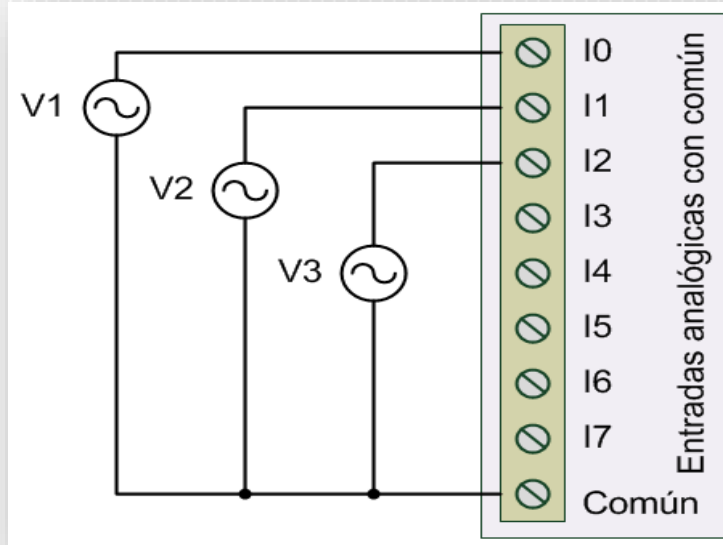 V1
V2
V3
I0
I1
I2
I3
I4
I5
I6
I7
Común
Entradas analógicas con común